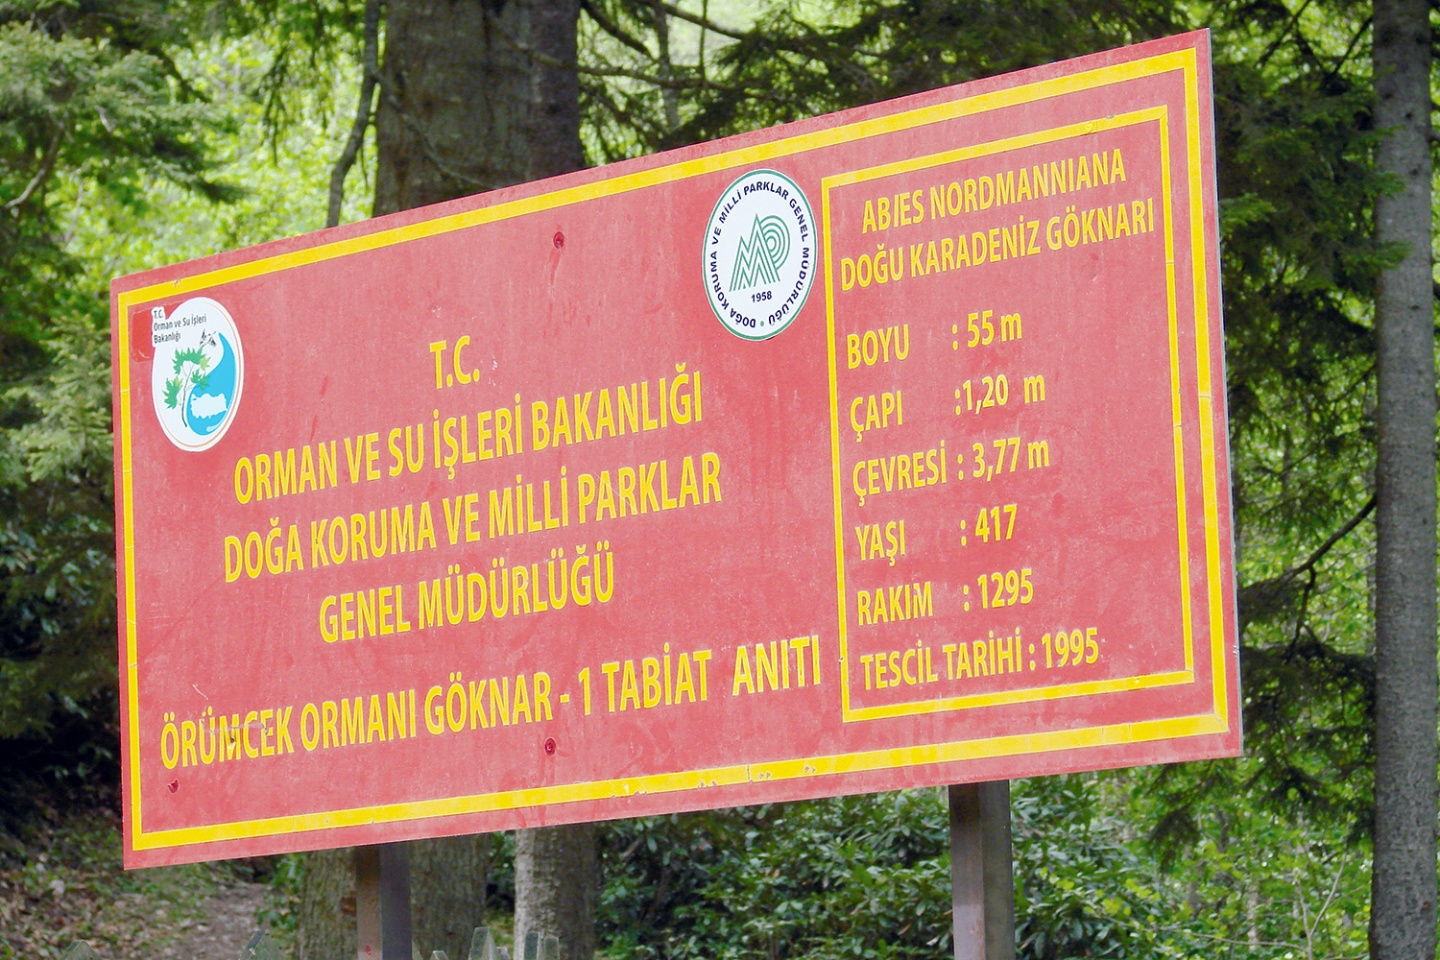 T.C.
Orman ve Su İşleri
Bakanlığı
DOĞA KORUMA VE MİLLİ PARKLAR GENEL MÜDÜRLÜĞÜ
1958
T.C.
ORMAN VE SU İŞLERİ BAKANLIĞI
DOĞA KORUMA VE MİLLİ PARKLAR
GENEL MÜDÜRLÜĞÜ
ÖRÜMCEK ORMANI GÖKNAR - 1 TABİAT ANITI
ABIES NORDMANNIANA
DOĞU KARADENİZ GÖKNARI
BOYU : 55 m
ÇAPI :1,20 m
ÇEVRESİ : 3,77 m
YAŞI : 417
RAKIM : 1295
TESCİL TARİHİ : 1995